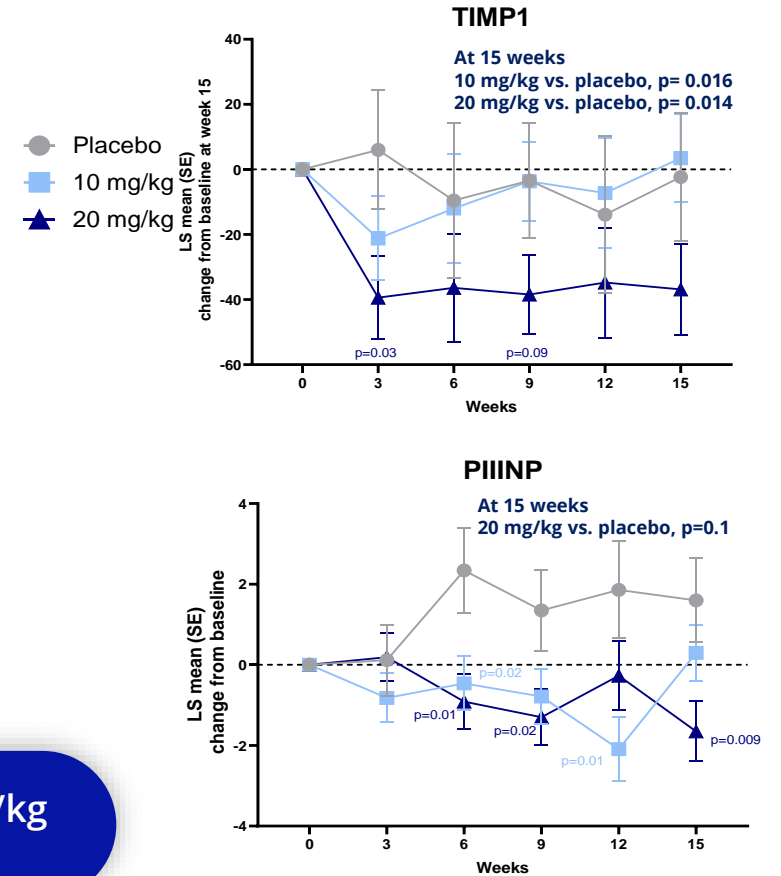 TIMP1
At 15 weeks
10 mg/kg vs. placebo, p= 0.016
20 mg/kg vs. placebo, p= 0.014
Placebo
10 mg/kg
20 mg/kg
LS mean (SE)
change from baseline at week 15
40
20
0
-20
-40
-60
p=0.03
p=0.09
0 3 6 9 12 15
Weeks
PIIINP
At 15 weeks
20 mg/kg vs. placebo, p=0.1
LS mean (SE)
change from baseline
4
2
0
-2
-4
p=0.02
p=0.01
p=0.02
p=0.01
p=0.009
0 3 6 9 12 15
Weeks
/kg